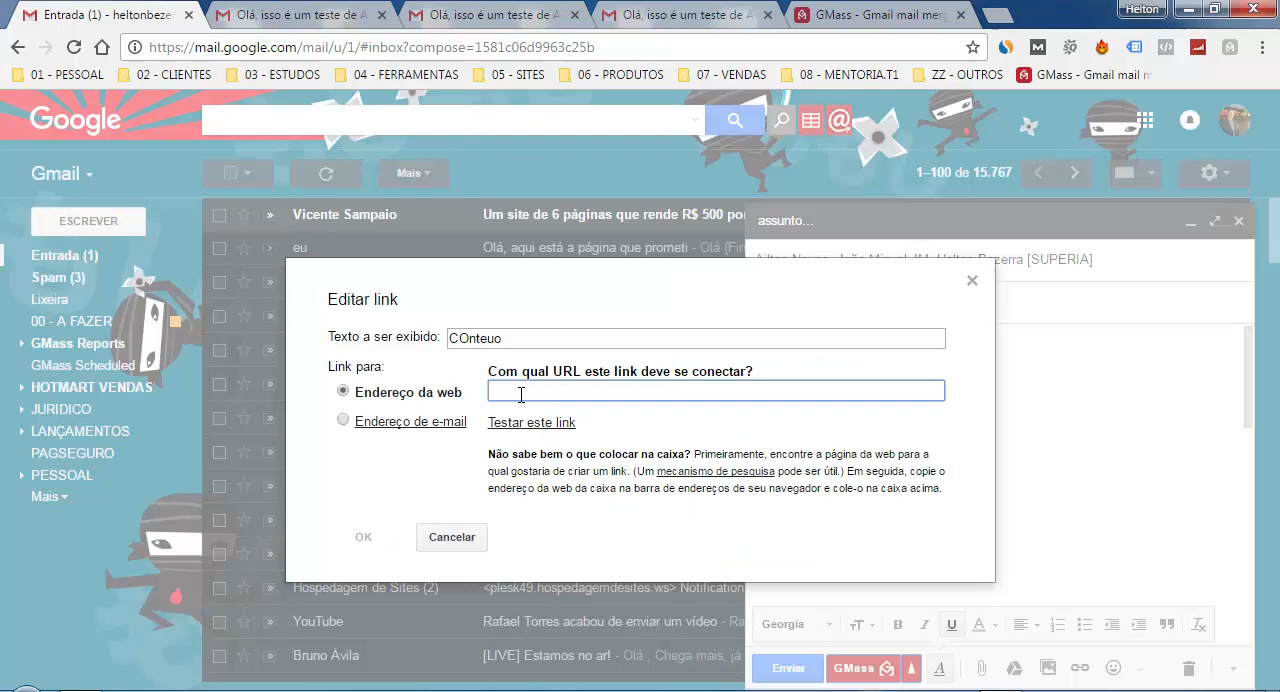 Entrada (1) - heltonbezer
Olá, isso é um teste de A
Olá, isso é um teste de A
Olá, isso é um teste de A
GMass - Gmail mail merg
Helton
https://mail.google.com/mail/u/1/#inbox?compose=1581c06d9963c25b
01 - PESSOAL
02 - CLIENTES
03 - ESTUDOS
04 - FERRAMENTAS
05 - SITES
06 - PRODUTOS
07 - VENDAS
08 - MENTORIA.T1
ZZ - OUTROS
GMass - Gmail mail m
Google
Gmail
Mais
1–100 de 15.767
ESCREVER
Entrada (1)
Spam (3)
Lixeira
00 - A FAZER
GMass Reports
GMass Scheduled
HOTMART VENDAS
JURIDICO
LANÇAMENTOS
PAGSEGURO
PESSOAL
Mais
Vicente Sampaio
Um site de 6 páginas que rende R$ 500 por
eu
Olá, aqui está a página que prometi - Olá {Firs
assunto...
Helton Bezerra [SUPERIA]
Editar link
Texto a ser exibido: COnteuo
Link para:
Endereço da web
Endereço de e-mail
Com qual URL este link deve se conectar?
Testar este link
Não sabe bem o que colocar na caixa? Primeiramente, encontre a página da web para a
qual gostaria de criar um link. (Um mecanismo de pesquisa pode ser útil.) Em seguida, copie o
endereço da web da caixa na barra de endereços de seu navegador e cole-o na caixa acima.
OK
Cancelar
Hospedagem de Sites (2)
<plesk49.hospedagemdesites.ws> Notification
YouTube
Rafael Torres acabou de enviar um vídeo - Ra
Bruno Ávila
[LIVE] Estamos no ar! - Olá , Chega mais, já
Georgia
Enviar
GMass